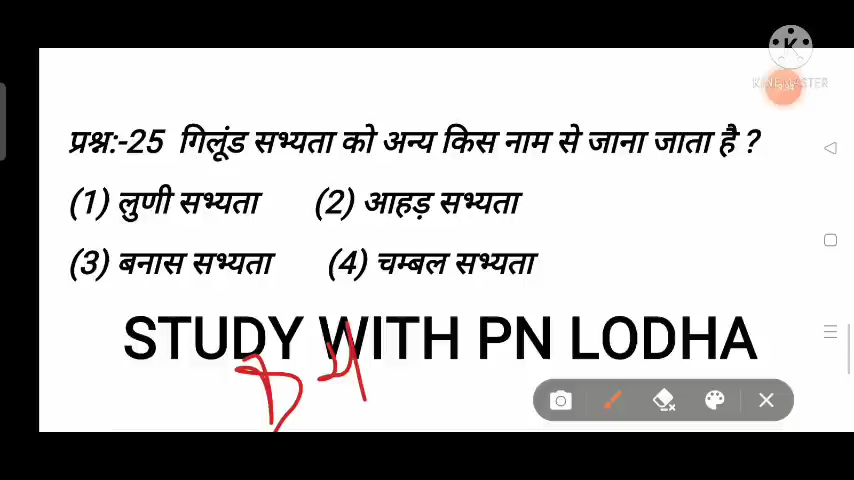 KINEMASTER
प्रश्न:-25 गिलूंड सभ्यता को अन्य किस नाम से जाना जाता है ?
(1) लुणी सभ्यता (2) आहड़ सभ्यता
(3) बनास सभ्यता (4) चम्बल सभ्यता
STUDY WITH PN LODHA